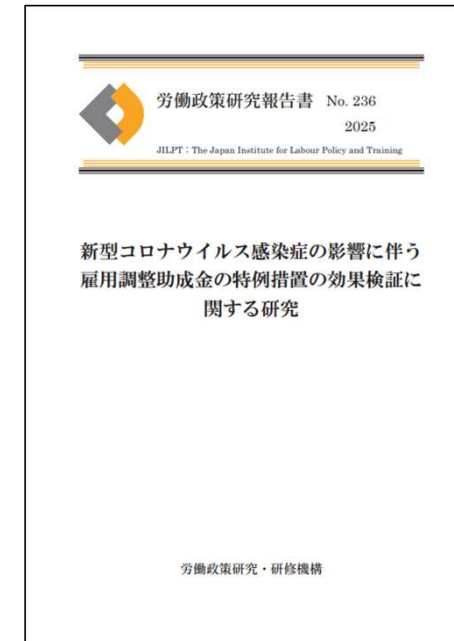 労働政策研究報告書 No. 236
2025
JILPT：The Japan Institute for Labour Policy and Training
新型コロナウイルス感染症の影響に伴う
雇用調整助成金の特例措置の効果検証に
関する研究
労働政策研究・研修機構